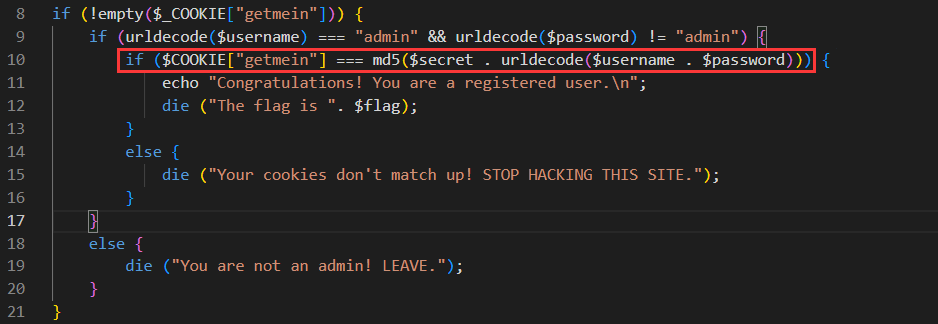 8 if (!empty($_COOKIE["getmein"])) {
9 if (urldecode($username) === "admin" && urldecode($password) != "admin") {
10 if ($COOKIE["getmein"] === md5($secret . urldecode($username . $password))) {
11 echo "Congratulations! You are a registered user.\n";
12 die ("The flag is ". $flag);
13 }
14 else {
15 die ("Your cookies don't match up! STOP HACKING THIS SITE.");
16 }
17 }
18 else {
19 die ("You are not an admin! LEAVE.");
20 }
21 }